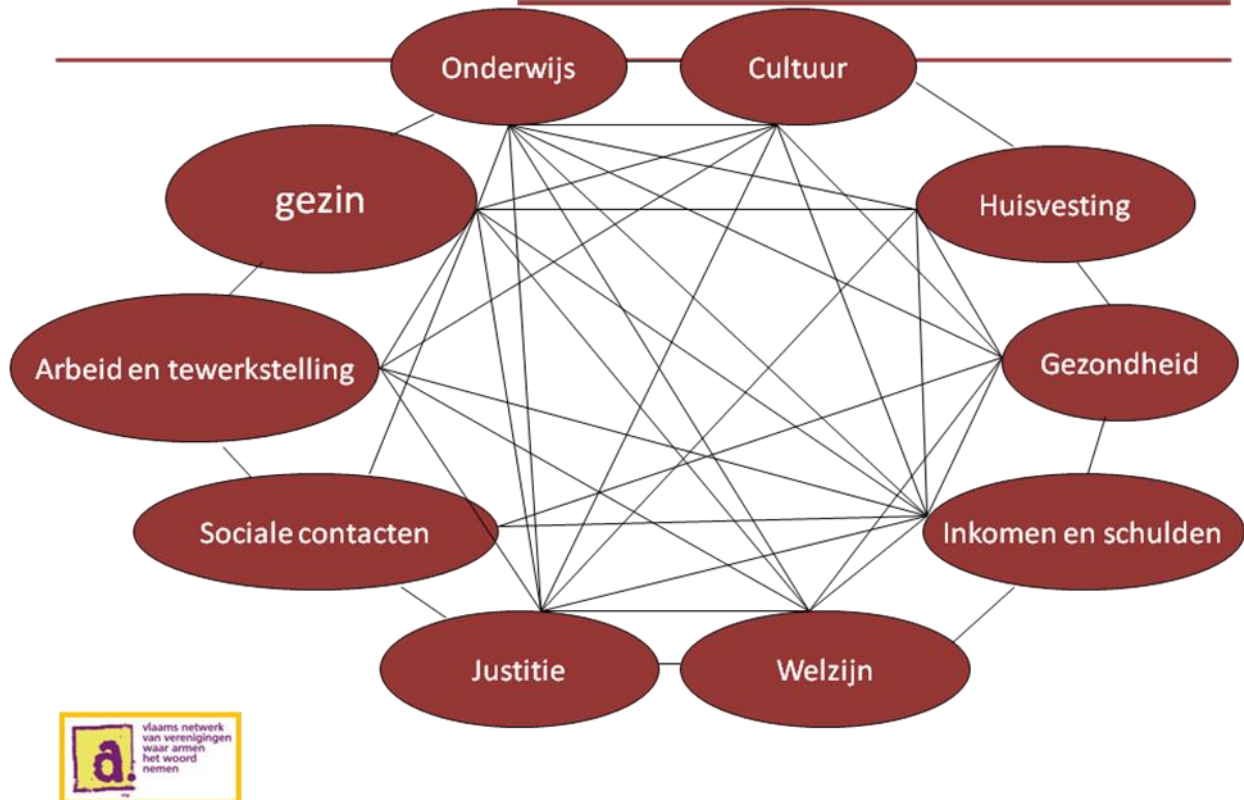 Onderwijs
Cultuur
gezin
Huisvesting
Arbeid en tewerkstelling
Gezondheid
Sociale contacten
Inkomen en schulden
Justitie
Welzijn
a.
vlaams netwerk
van verenigingen
waar armen
het woord
nemen